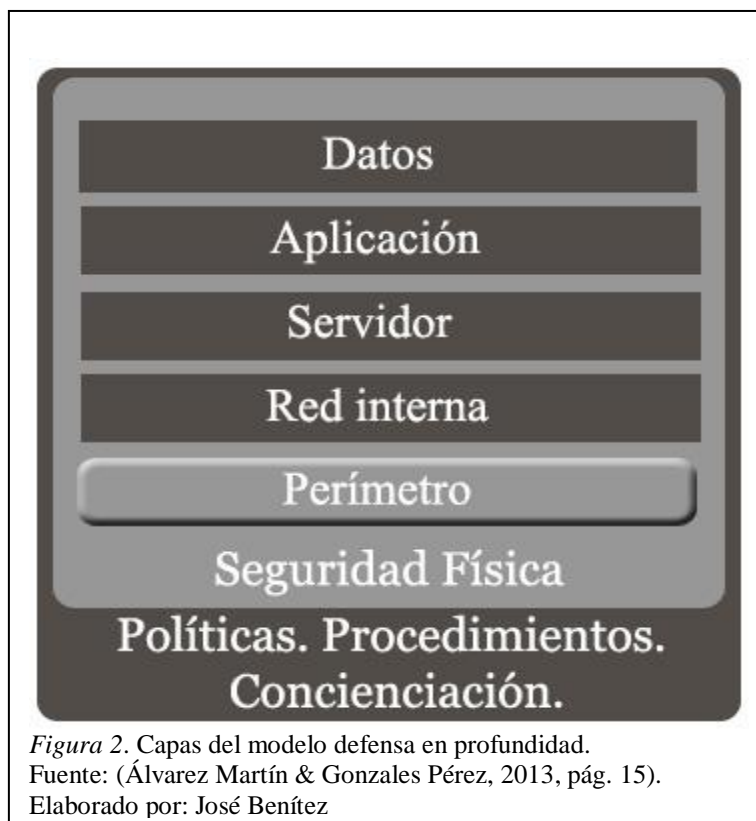 Datos
Aplicación
Servidor
Red interna
Perímetro
Seguridad Física
Políticas. Procedimientos.
Concienciación.
Figura 2. Capas del modelo defensa en profundidad.
Fuente: (Álvarez Martín & Gonzales Pérez, 2013, pág. 15).
Elaborado por: José Benítez